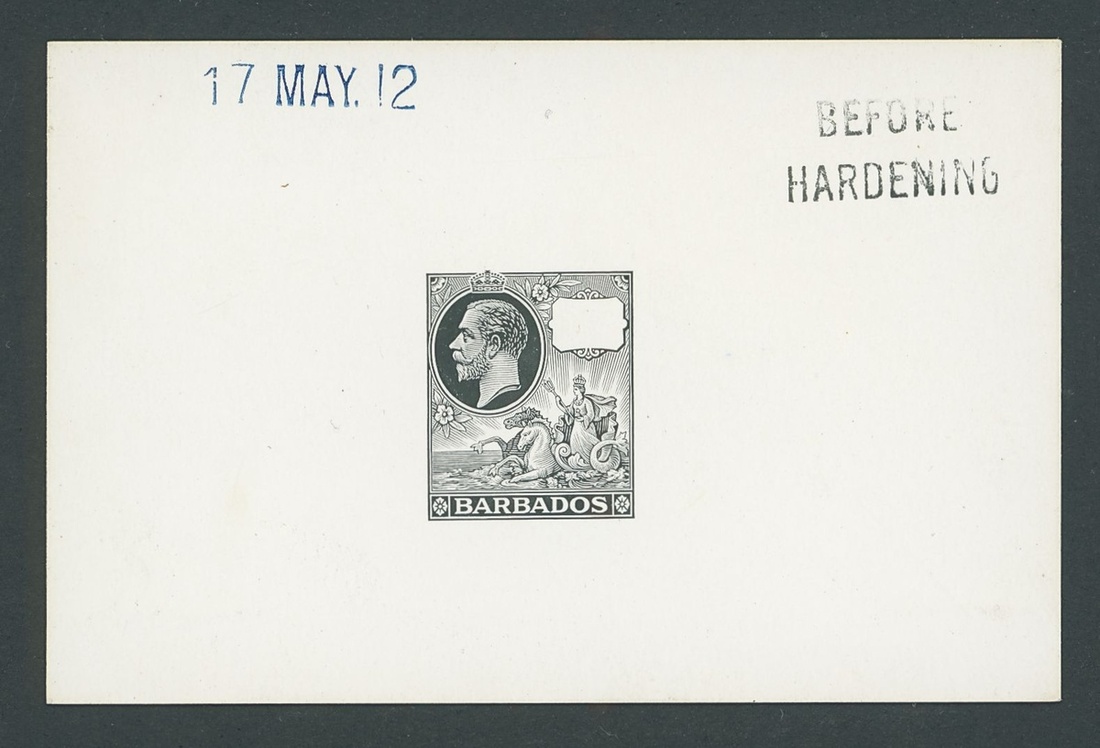 17 MAY. 12
BEFORE
HARDENING
BARBADOS